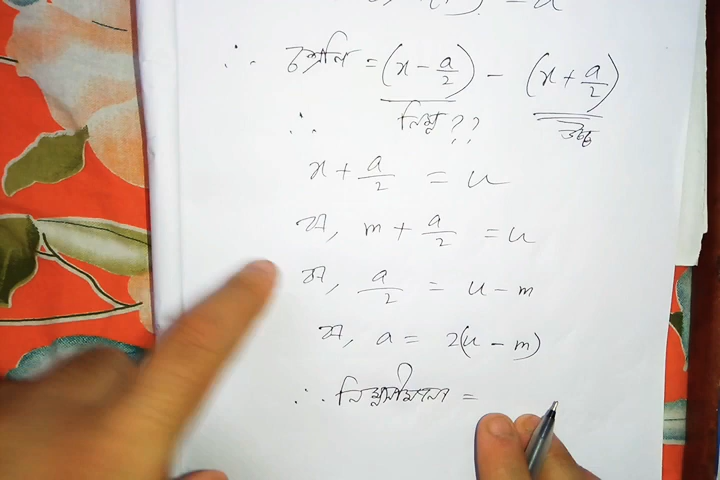 = a
∴ শ্রেণি = (x - a/2) - (x + a/2)
∴ নিম্ন?? উচ্চ
x + a/2 = u
বা, m + a/2 = u
বা, a/2 = u - m
বা, a = 2(u - m)
∴ নিম্নসীমানা =